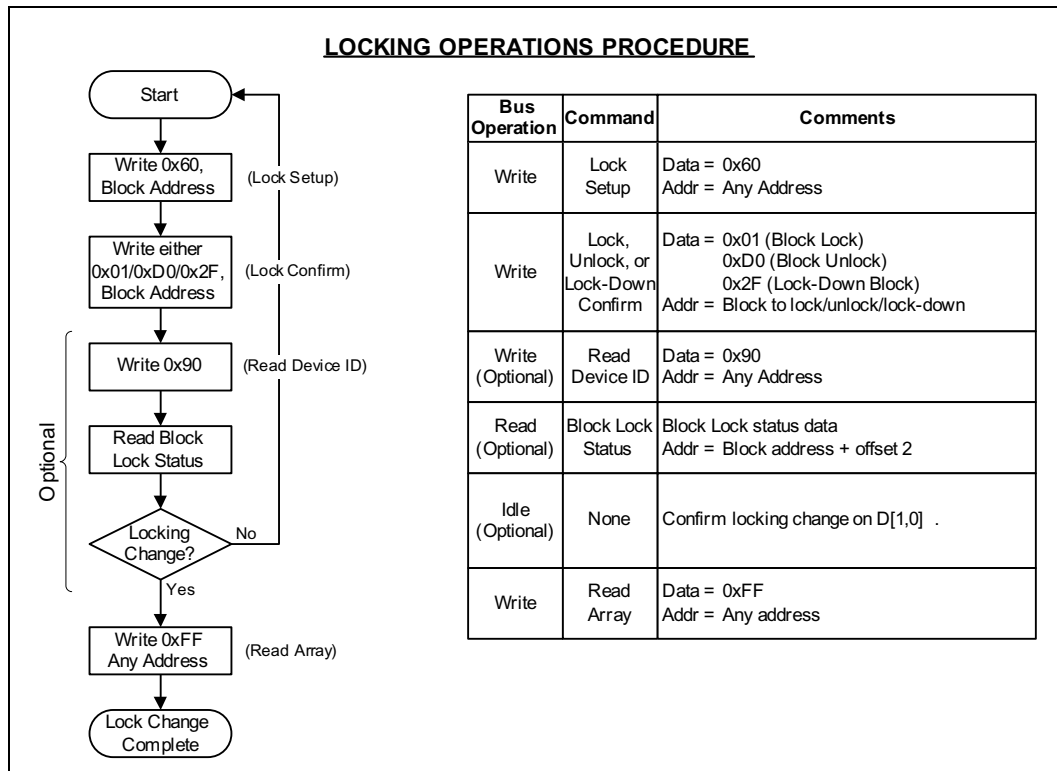 LOCKING OPERATIONS PROCEDURE
Start
Write 0x60,
Block Address
(Lock Setup)
Write either
0x01/0xD0/0x2F,
Block Address
(Lock Confirm)
Optional
Write 0x90
(Read Device ID)
Read Block
Lock Status
Locking
Change?
No
Yes
Write 0xFF
Any Address
(Read Array)
Lock Change
Complete
Bus
Operation
Command
Comments
Write
Lock
Setup
Data = 0x60
Addr = Any Address
Write
Lock,
Unlock, or
Lock-Down
Confirm
Data = 0x01 (Block Lock)
0xD0 (Block Unlock)
0x2F (Lock-Down Block)
Addr = Block to lock/unlock/lock-down
Write
(Optional)
Read
Device ID
Data = 0x90
Addr = Any Address
Read
(Optional)
Block Lock
Status
Block Lock status data
Addr = Block address + offset 2
Idle
(Optional)
None
Confirm locking change on D[1,0] .
Write
Read
Array
Data = 0xFF
Addr = Any address